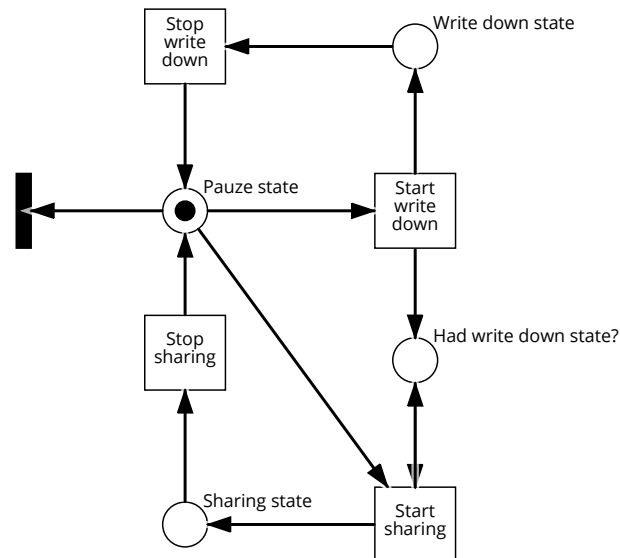 Stop
write
down
Write down state
Pauze state
Start
write
down
Stop
sharing
Had write down state?
Sharing state
Start
sharing